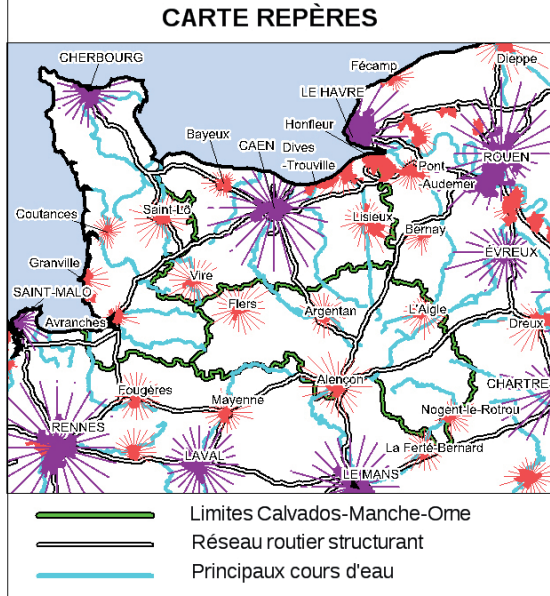 CARTE REPÈRES
CHERBOURG
Dieppe
Fécamp
LE HAVRE
Honfleur
Bayeux
CAEN
Dives
-Trouville
ROUEN
Pont
-Audemer
Coutances
Saint-Lô
Lisieux
Bernay
Granville
ÉVREUX
Vire
SAINT-MALO
Flers
Argentan
L'Aigle
Avranches
Dreux
Alençon
CHARTRE
Fougères
Mayenne
Nogent-le-Rotrou
RENNES
LAVAL
La Ferté-Bernard
LE MANS
Limites Calvados-Manche-Orne
Réseau routier structurant
Principaux cours d'eau